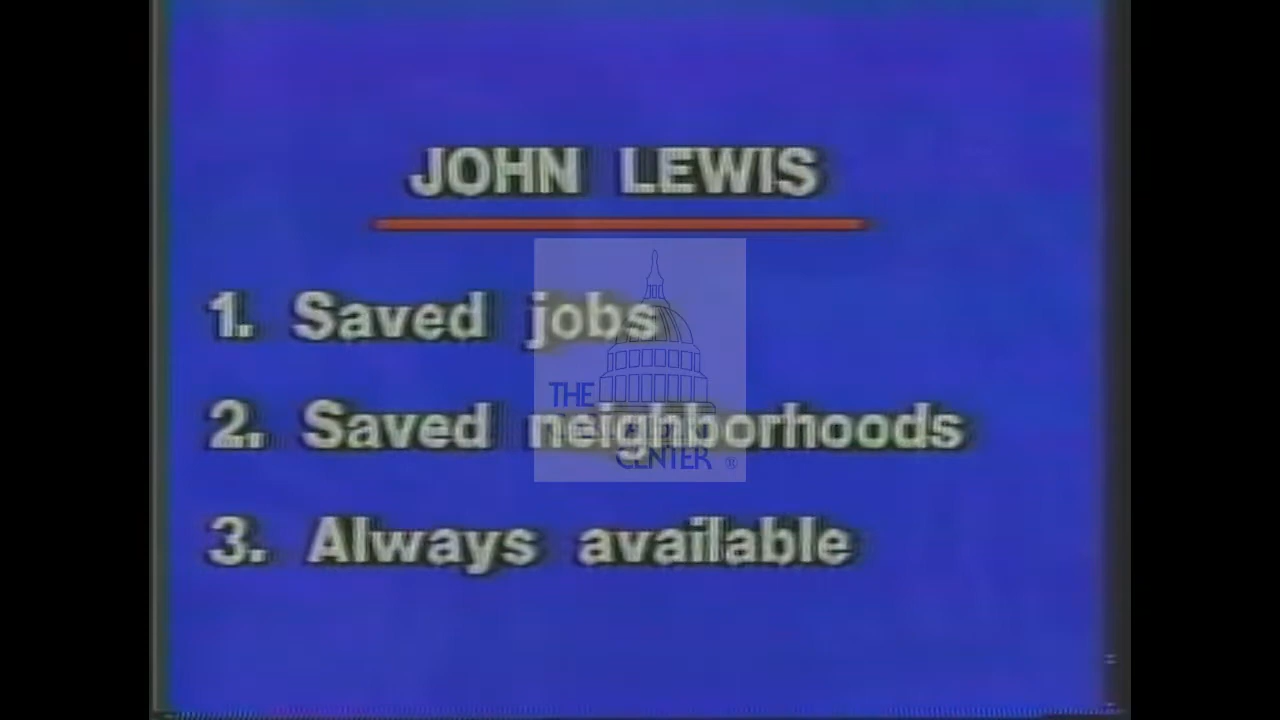 JOHN LEWIS
1. Saved jobs
2. Saved neighborhoods
3. Always available
THE
CENTER ®